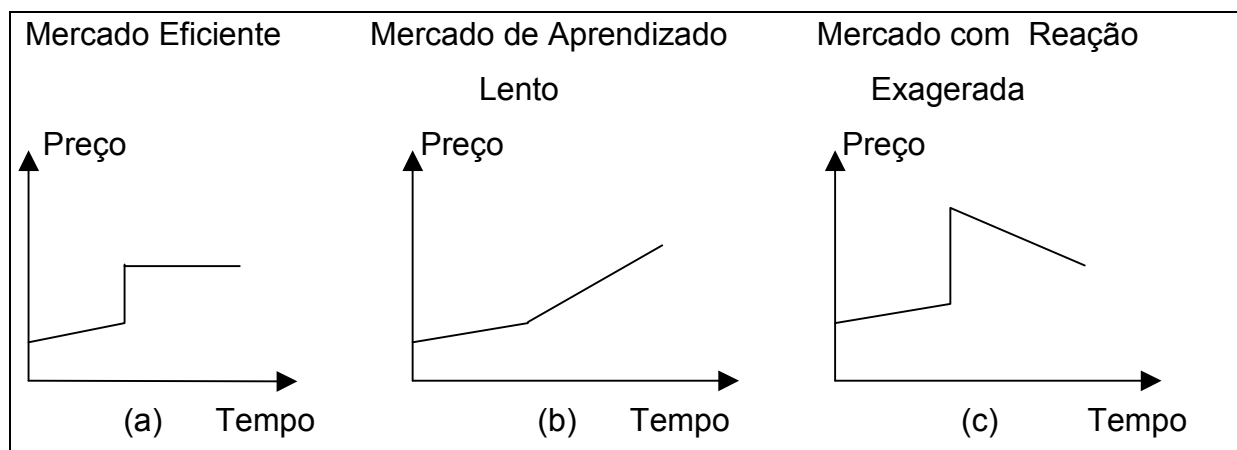 Mercado Eficiente
Mercado de Aprendizado
Lento
Mercado com Reação
Exagerada
Preço
Preço
Preço
(a) Tempo
(b) Tempo
(c) Tempo